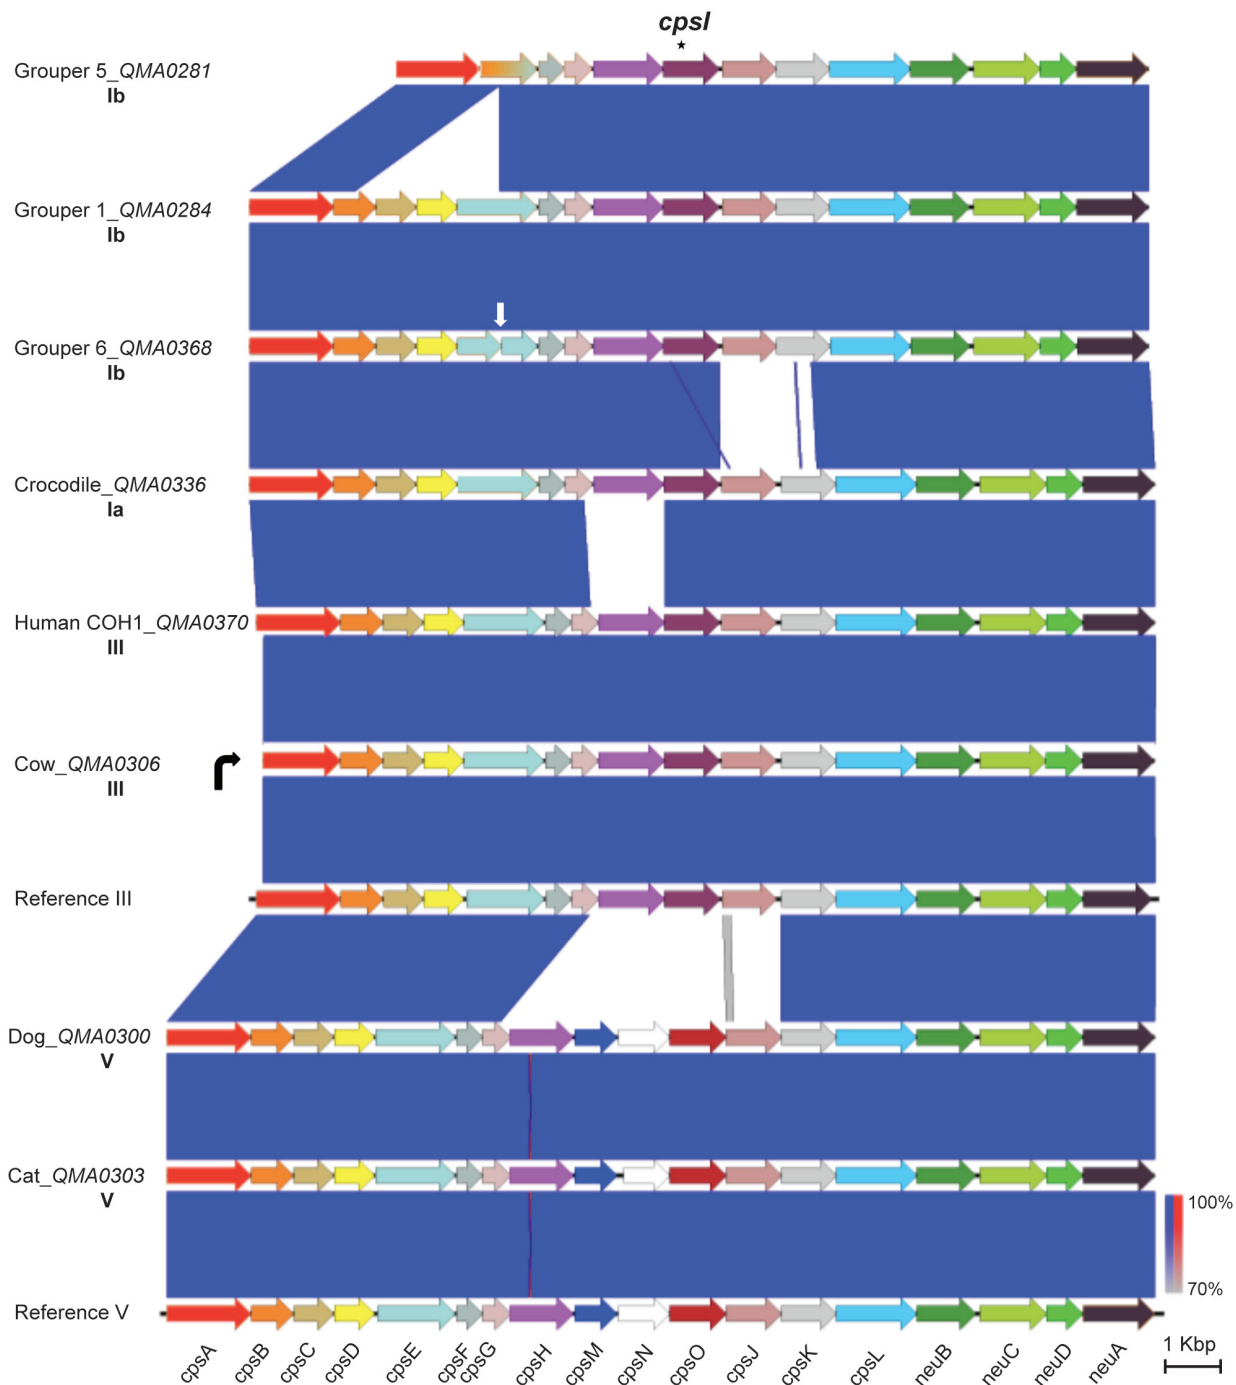 cpsI
Grouper 5_QMA0281
Ib
Grouper 1_QMA0284
Ib
Grouper 6_QMA0368
Ib
Crocodile_QMA0336
Ia
Human COH1_QMA0370
III
Cow_QMA0306
III
Reference III
Dog_QMA0300
V
Cat_QMA0303
V
100%
70%
Reference V
1 Kbp
cpsA cpsB cpsC cpsD cpsE cpsF cpsG cpsH cpsM cpsN cpsO cpsJ cpsK cpsL neuB neuC neuD neuA